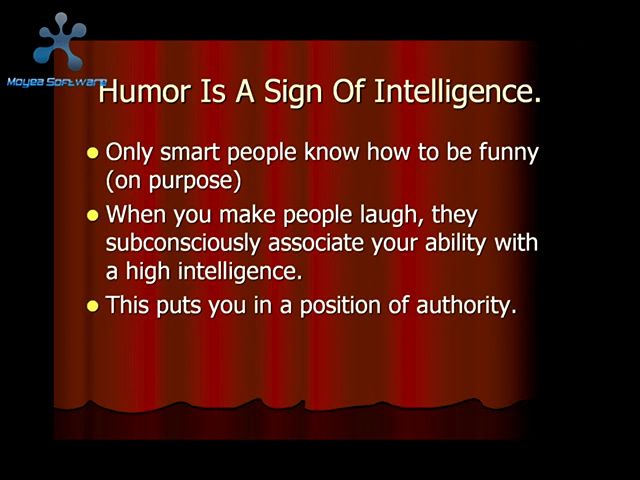 Moyea Software
Humor Is A Sign Of Intelligence.
Only smart people know how to be funny
(on purpose)
When you make people laugh, they
subconsciously associate your ability with
a high intelligence.
This puts you in a position of authority.